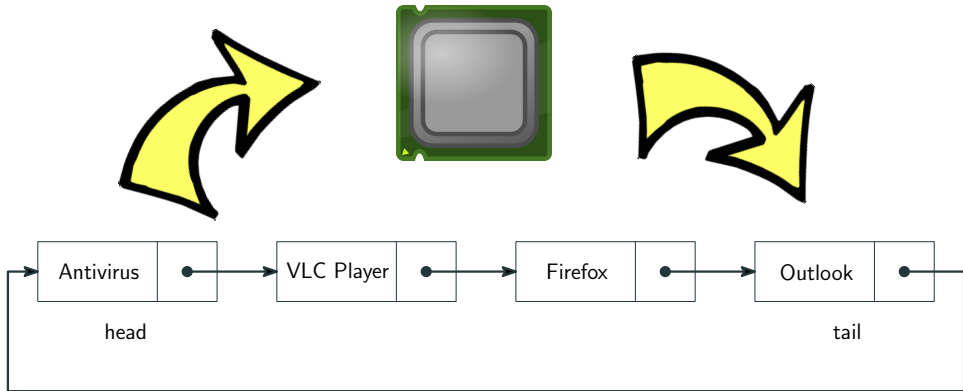 Antivirus
VLC Player
Firefox
Outlook
head
tail